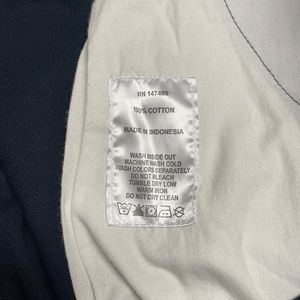 RN 147495
100% COTTON
MADE IN INDONESIA
WASH INSIDE OUT
MACHINE WASH COLD
WASH COLORS SEPARATELY
DO NOT BLEACH
TUMBLE DRY LOW
WARM IRON
DO NOT DRY CLEAN